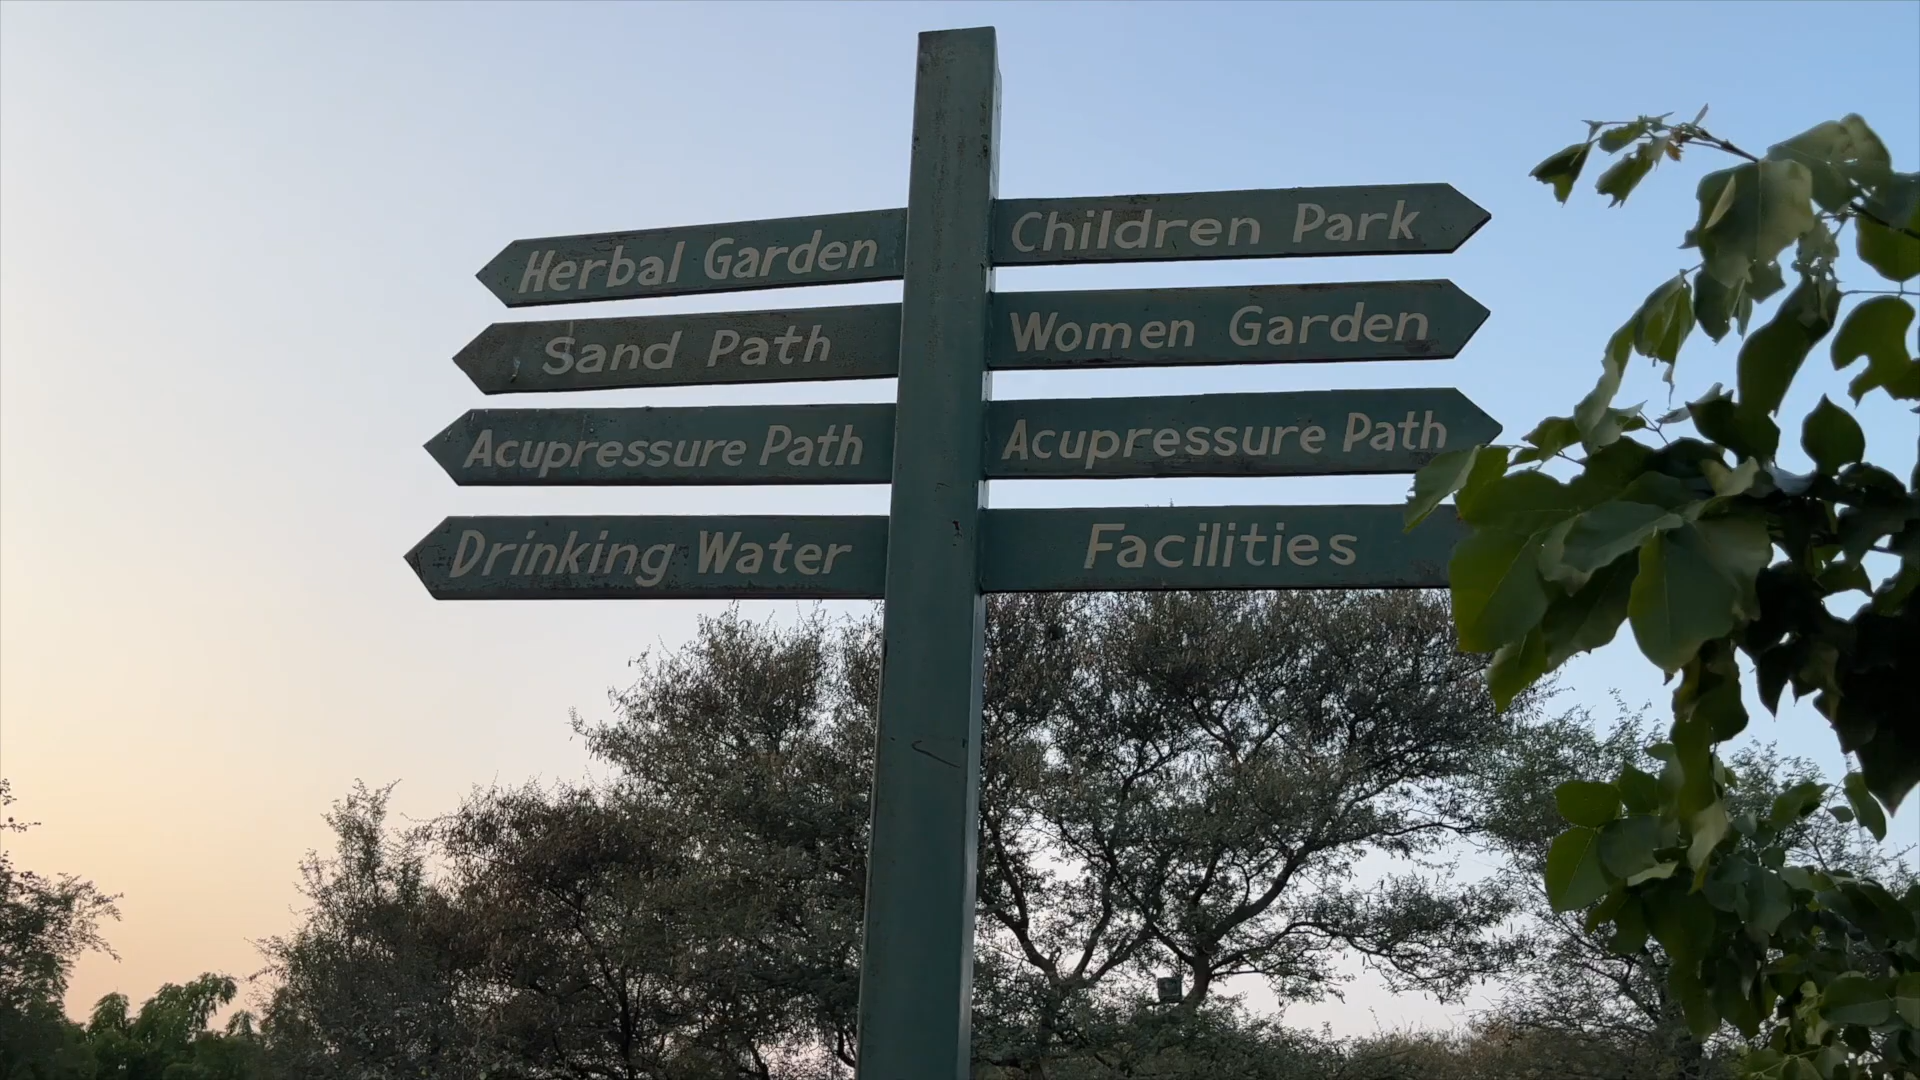 Herbal Garden
Children Park
Sand Path
Women Garden
Acupressure Path
Acupressure Path
Drinking Water
Facilities